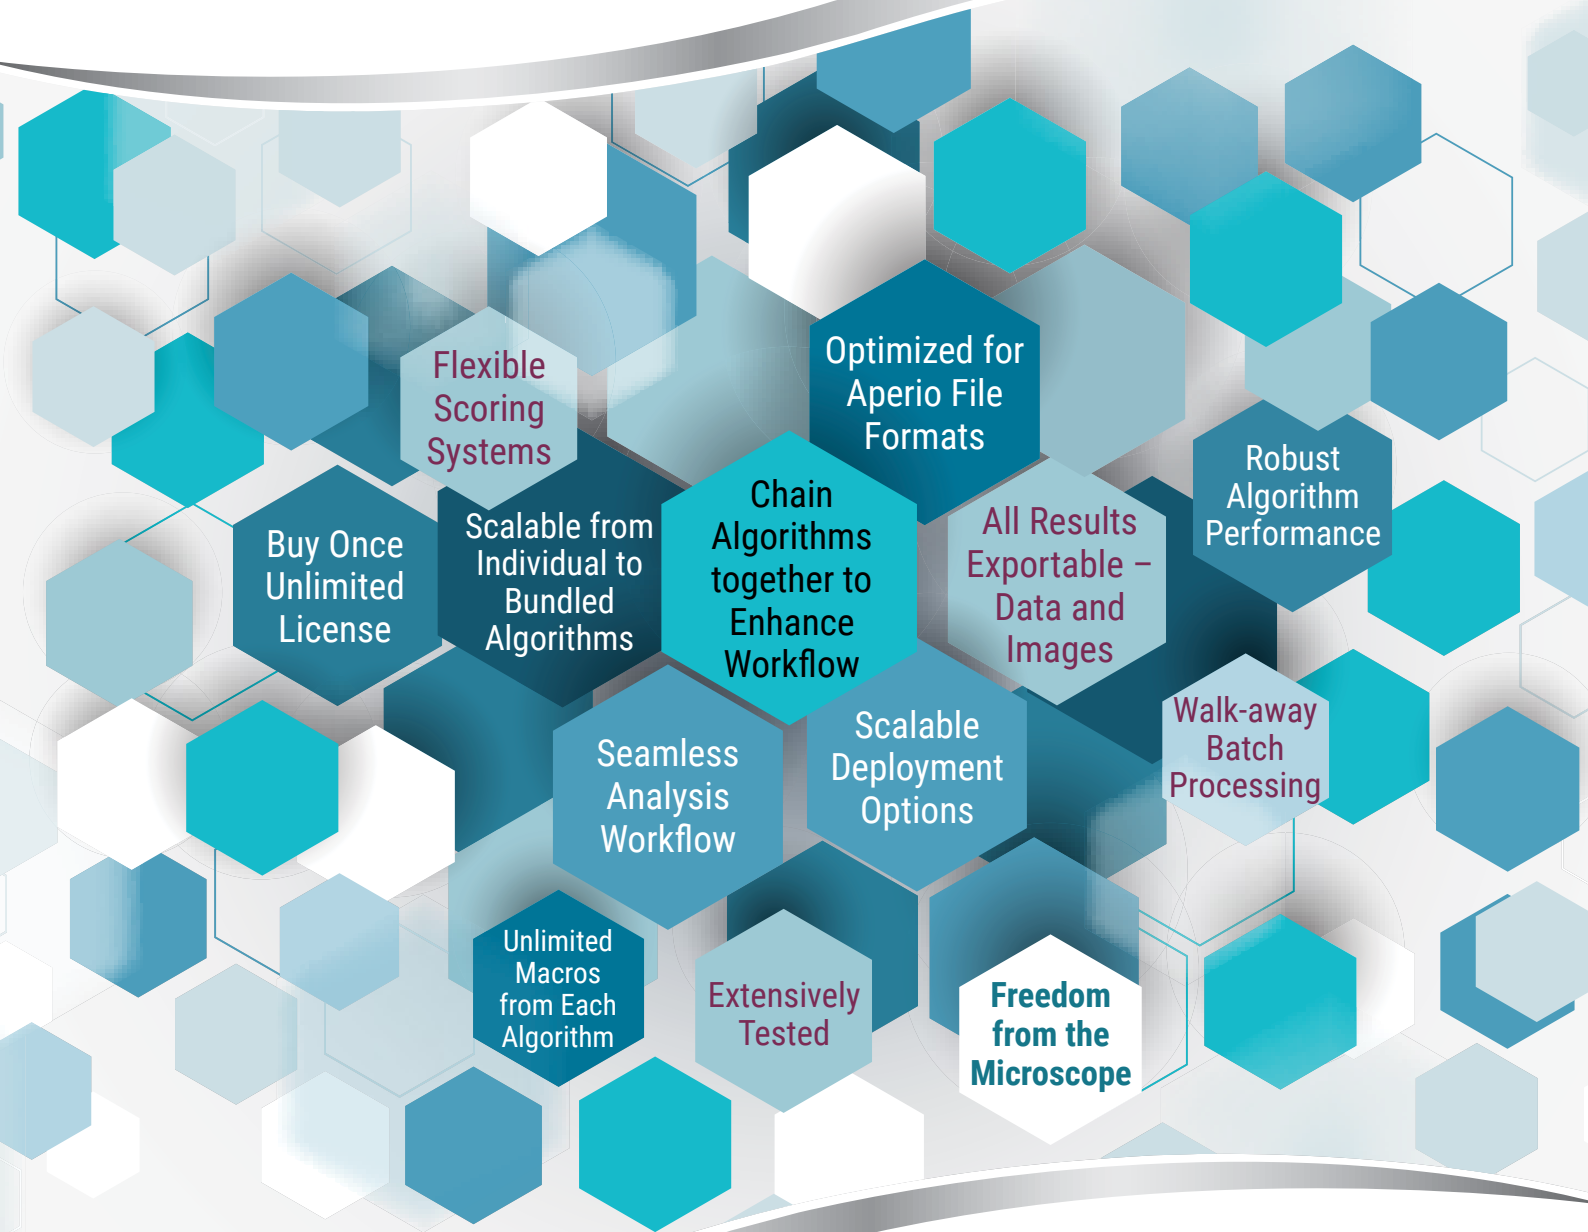 Optimized for
Aperio File
Formats
Flexible
Scoring
Systems
Robust
Algorithm
Performance
Chain
Algorithms
together to
Enhance
Workflow
All Results
Exportable –
Data and
Images
Scalable from
Individual to
Bundled
Algorithms
Buy Once
Unlimited
License
Walk-away
Batch
Processing
Scalable
Deployment
Options
Seamless
Analysis
Workflow
Unlimited
Macros
from Each
Algorithm
Extensively
Tested
Freedom
from the
Microscope